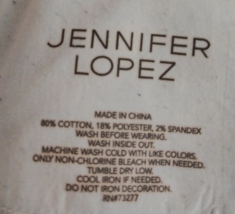 JENNIFER
LOPEZ
MADE IN CHINA
80% COTTON, 18% POLYESTER, 2% SPANDEX
WASH BEFORE WEARING.
WASH INSIDE OUT.
MACHINE WASH COLD WITH LIKE COLORS.
ONLY NON-CHLORINE BLEACH WHEN NEEDED.
TUMBLE DRY LOW.
COOL IRON IF NEEDED.
DO NOT IRON DECORATION.
RN#73277